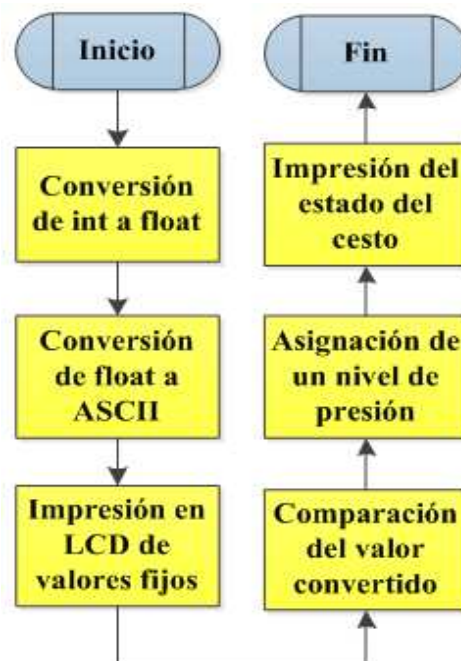 Inicio
Conversión
de int a float
Conversión
de float a
ASCII
Impresión en
LCD de
valores fijos
Comparación
del valor
convertido
Asignación de
un nivel de
presión
Impresión del
estado del
cesto
Fin